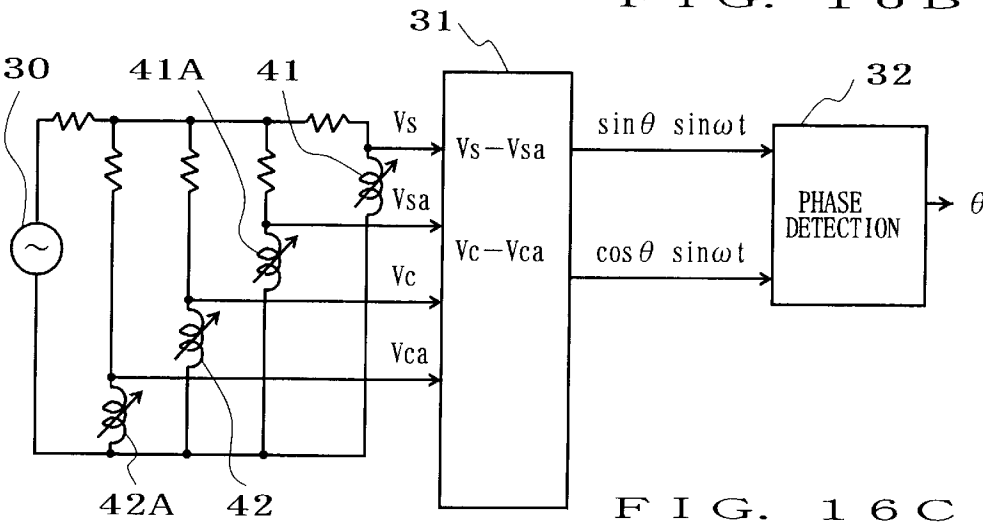 31
30
41A
41
32
Vs
Vs−Vsa
sinθ sinωt
Vsa
PHASE
DETECTION
θ
Vc
Vc−Vca
cosθ sinωt
Vca
42A
42
FIG. 16C